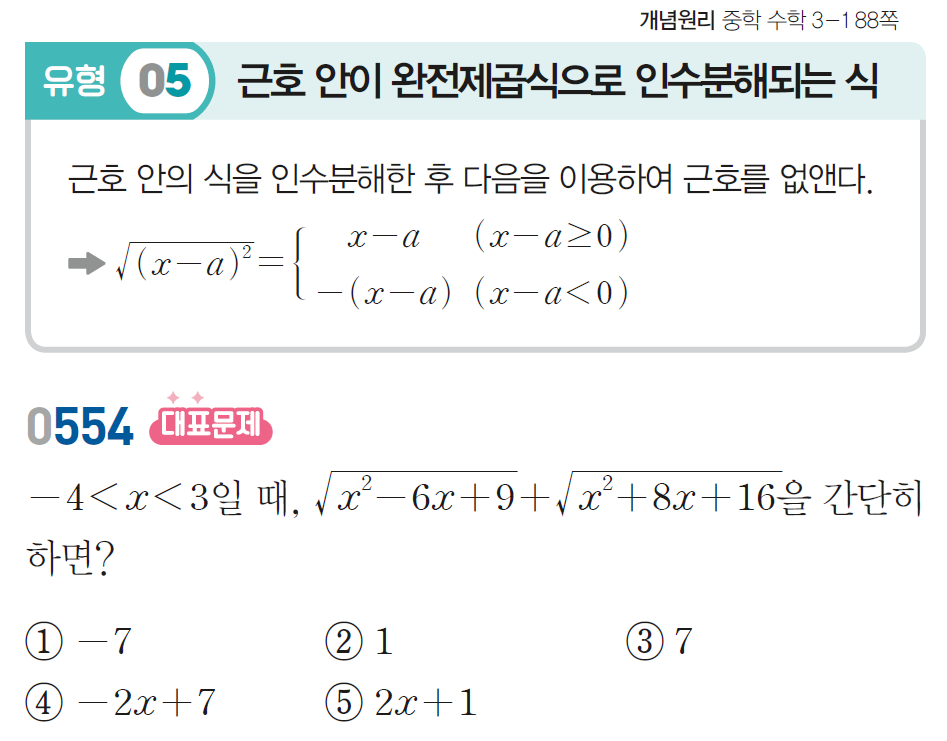 개념원리 중학 수학 3-1 88쪽
유형 05 근호 안이 완전제곱식으로 인수분해되는 식
근호 안의 식을 인수분해한 후 다음을 이용하여 근호를 없앤다.
➡ √(x-a)² = { x-a (x-a≥0)
-(x-a) (x-a<0)
0554 대표문제
-4<x<3일 때, √(x²-6x+9)+√(x²+8x+16)을 간단히
하면?
① -7 ② 1 ③ 7
④ -2x+7 ⑤ 2x+1